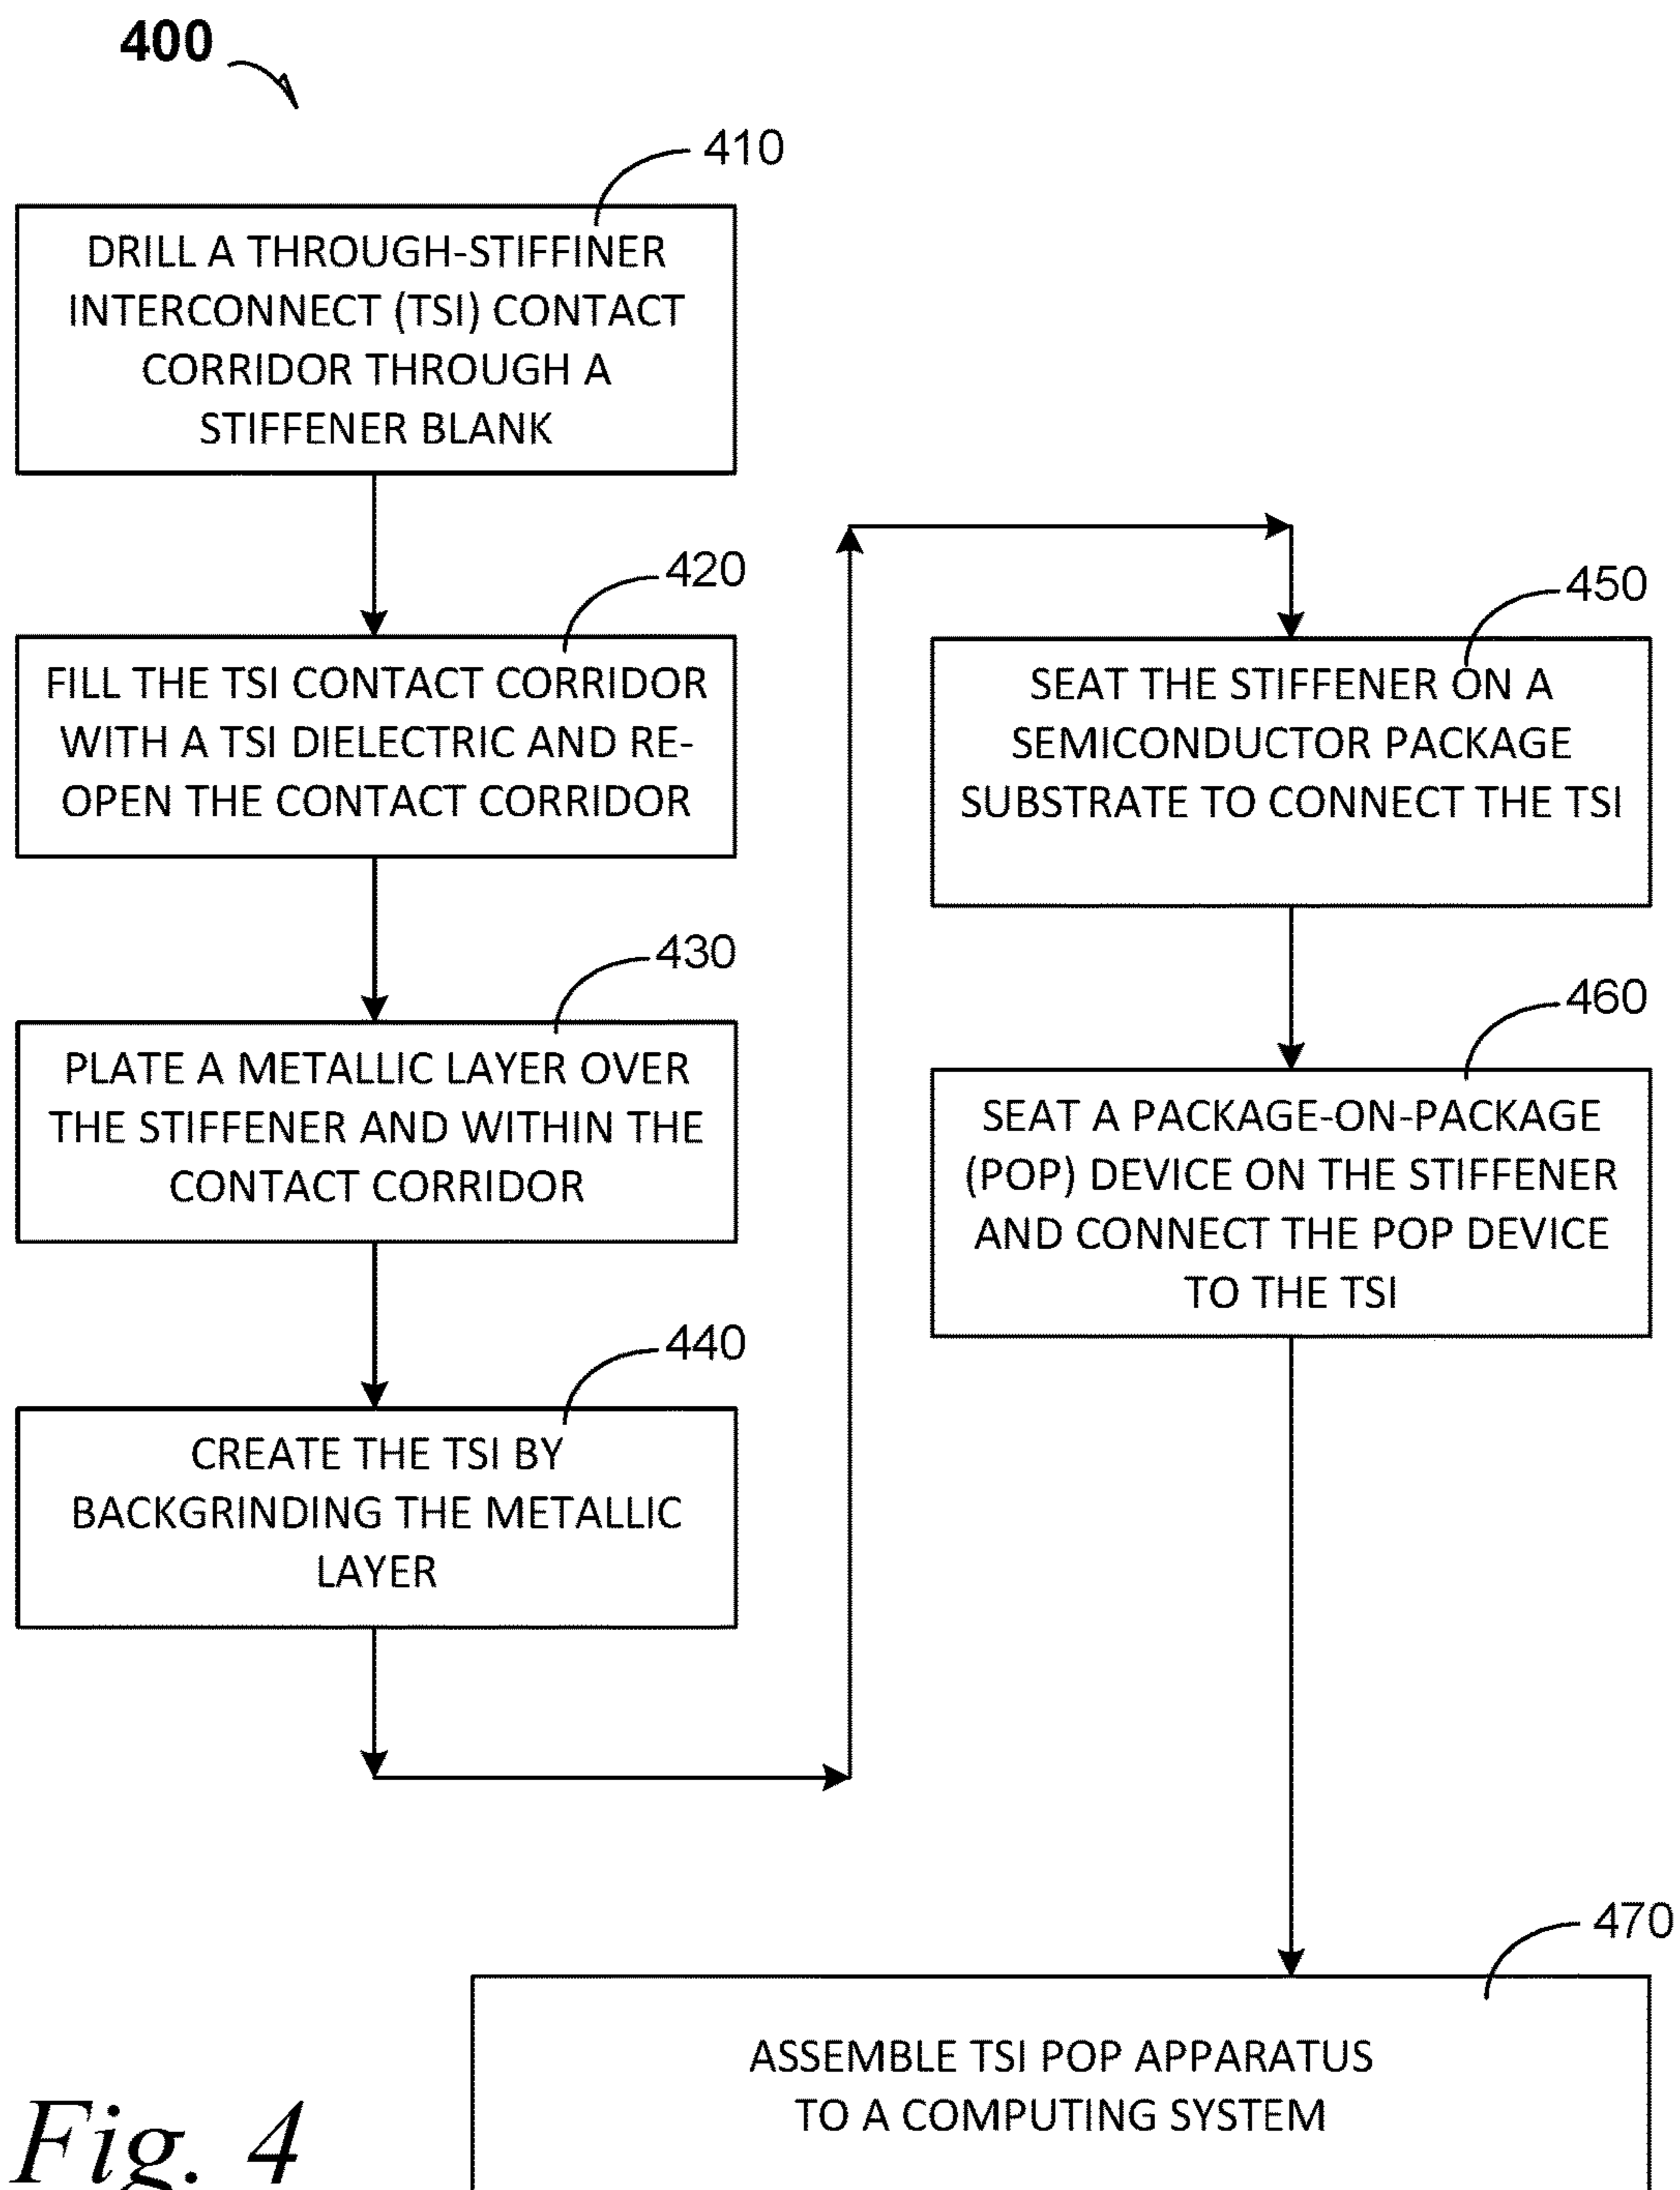 400
410
DRILL A THROUGH-STIFFINER
INTERCONNECT (TSI) CONTACT
CORRIDOR THROUGH A
STIFFENER BLANK
420
FILL THE TSI CONTACT CORRIDOR
WITH A TSI DIELECTRIC AND RE-
OPEN THE CONTACT CORRIDOR
430
PLATE A METALLIC LAYER OVER
THE STIFFENER AND WITHIN THE
CONTACT CORRIDOR
440
CREATE THE TSI BY
BACKGRINDING THE METALLIC
LAYER
450
SEAT THE STIFFENER ON A
SEMICONDUCTOR PACKAGE
SUBSTRATE TO CONNECT THE TSI
460
SEAT A PACKAGE-ON-PACKAGE
(POP) DEVICE ON THE STIFFENER
AND CONNECT THE POP DEVICE
TO THE TSI
470
ASSEMBLE TSI POP APPARATUS
TO A COMPUTING SYSTEM
Fig. 4